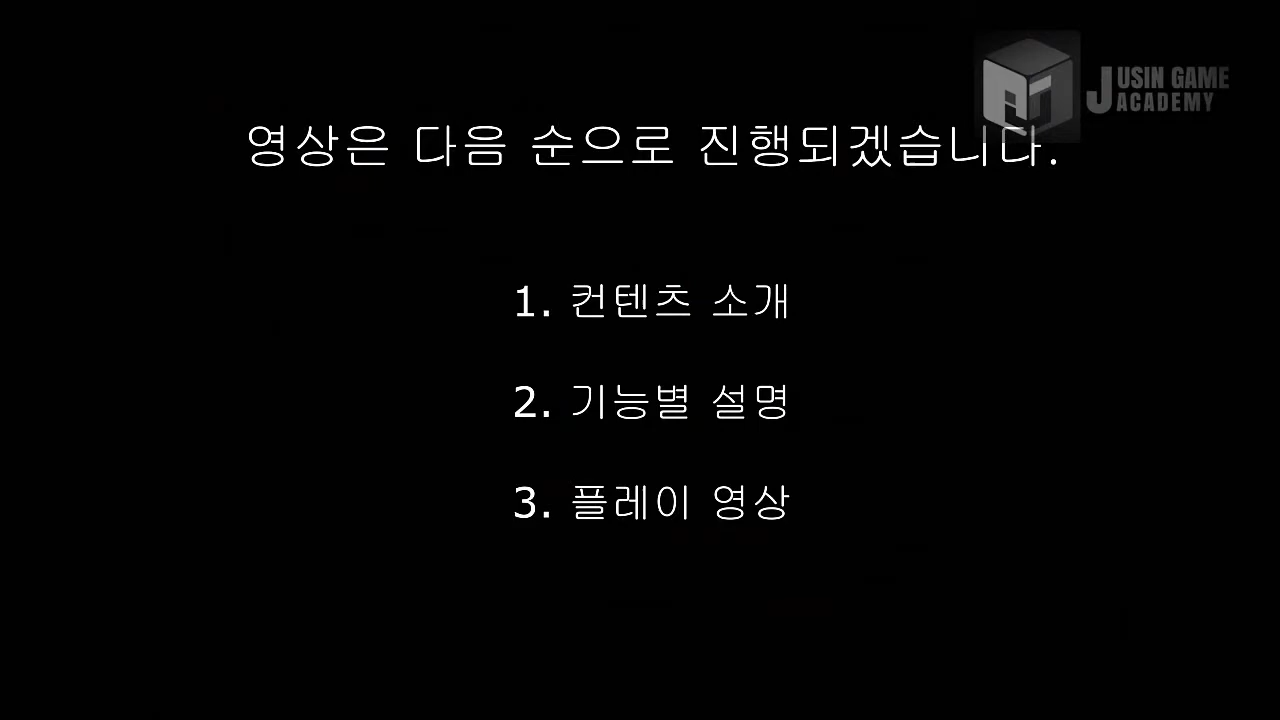 JUSIN GAME
ACADEMY
영상은 다음 순으로 진행되겠습니다.
1. 컨텐츠 소개
2. 기능별 설명
3. 플레이 영상